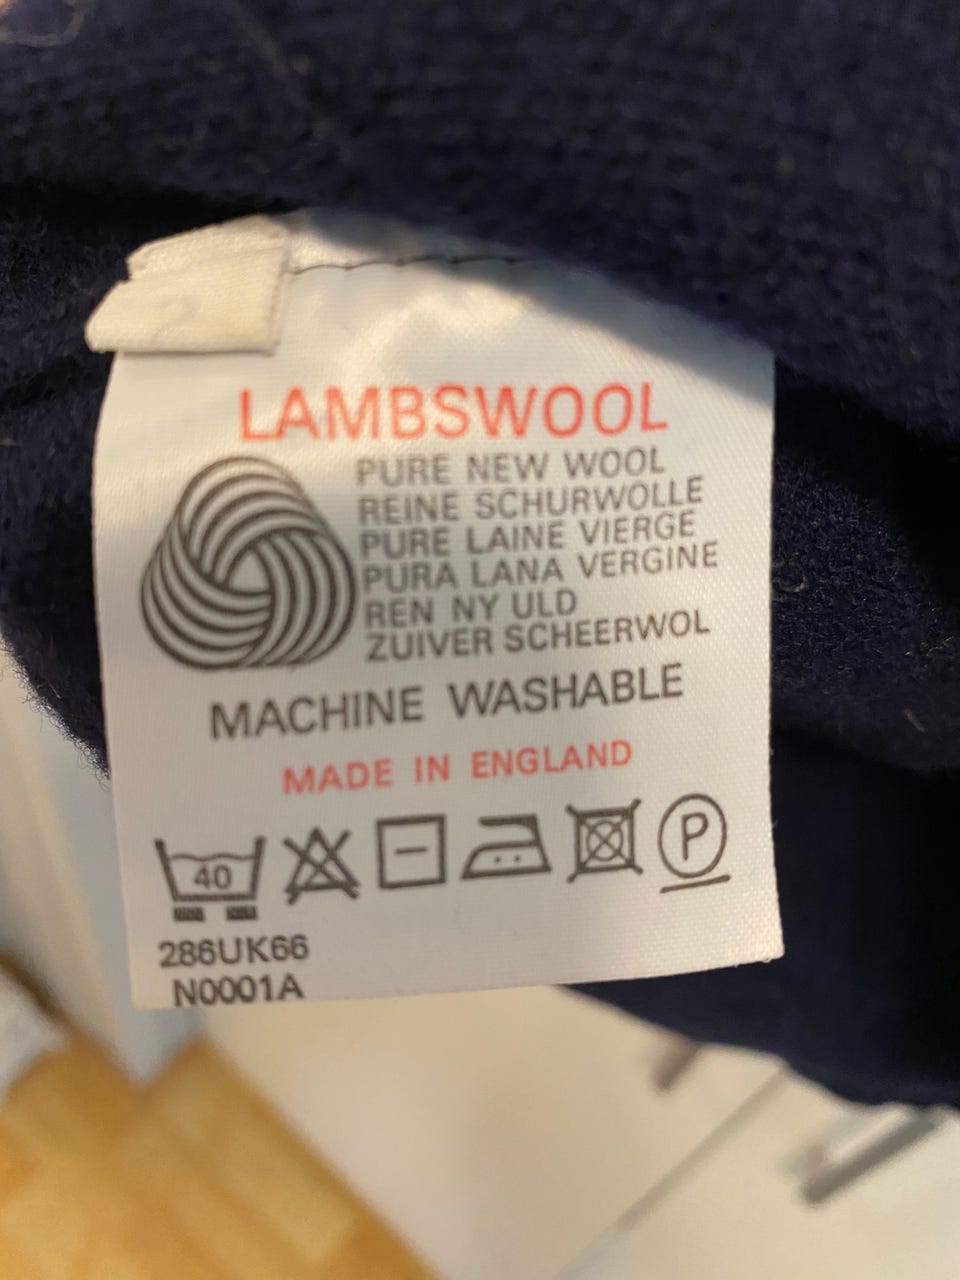 LAMBSWOOL
PURE NEW WOOL
REINE SCHURWOLLE
PURE LAINE VIERGE
PURA LANA VERGINE
REN NY ULD
ZUIVER SCHEERWOL
MACHINE WASHABLE
MADE IN ENGLAND
40 P
286UK66
N0001A